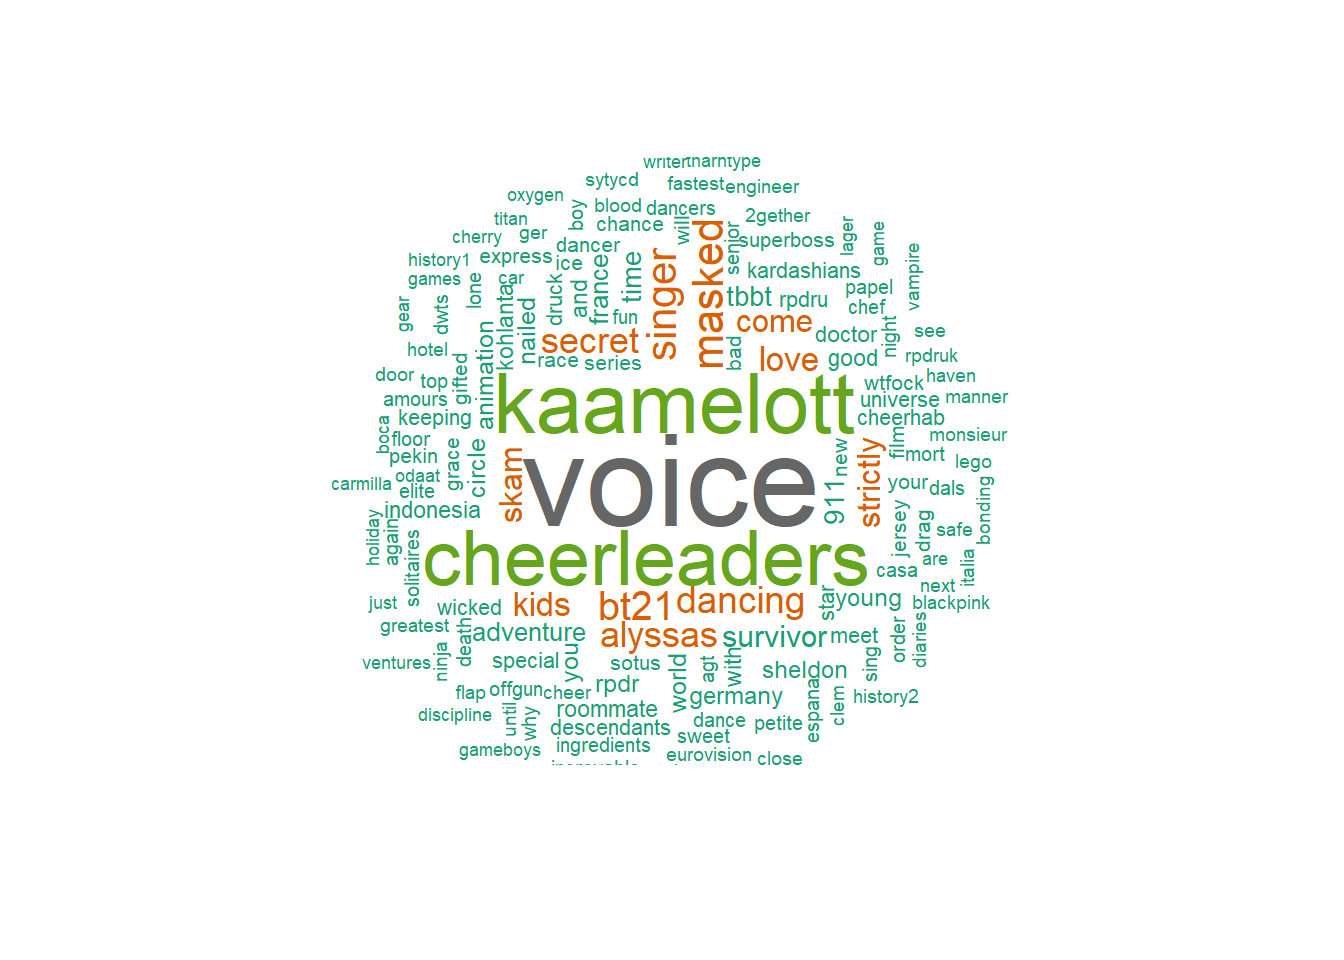 writer
tnarntype
sytycd
fastest
engineer
oxygen
boy
blood
dancers
2gether
titan
chance
will
senior
superboss
lager
game
cherry
ger
dancer
history1
express
ice
france
time
singer
masked
kardashians
vampire
games
car
lone
and
druck
tbbt
rpdru
papel
chef
gear
dwts
kohlanta
nailed
fun
come
doctor
night
see
hotel
animation
secret
race
series
bad
love
good
rpdruk
door
top
gifted
wtfock
haven
amours
kaamelott
universe
manner
keeping
cheerhab
boca
floor
film
monsieur
pekin
grace
circle
skam
voice
911
new
strictly
mort
lego
odaat
carmilla
elite
your
dals
bonding
indonesia
holiday
again
solitaires
cheerleaders
jersey
drag
safe
are
casa
italia
next
just
wicked
kids
bt21
dancing
star
young
blackpink
greatest
death
adventure
alyssas
survivor
meet
order
diaries
ventures
ninja
special
you
sotus
world
agt
with
sheldon
sing
flap
offgun
cheer
rpdr
germany
history2
discipline
until
why
roommate
dance
petite
espana
clem
descendants
sweet
gameboys
ingredients
eurovision
close